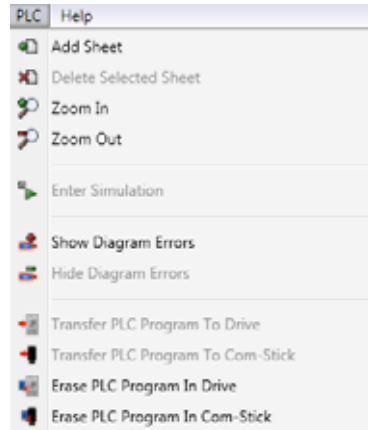 PLC Help
Add Sheet
Delete Selected Sheet
Zoom In
Zoom Out
Enter Simulation
Show Diagram Errors
Hide Diagram Errors
Transfer PLC Program To Drive
Transfer PLC Program To Com-Stick
Erase PLC Program In Drive
Erase PLC Program In Com-Stick